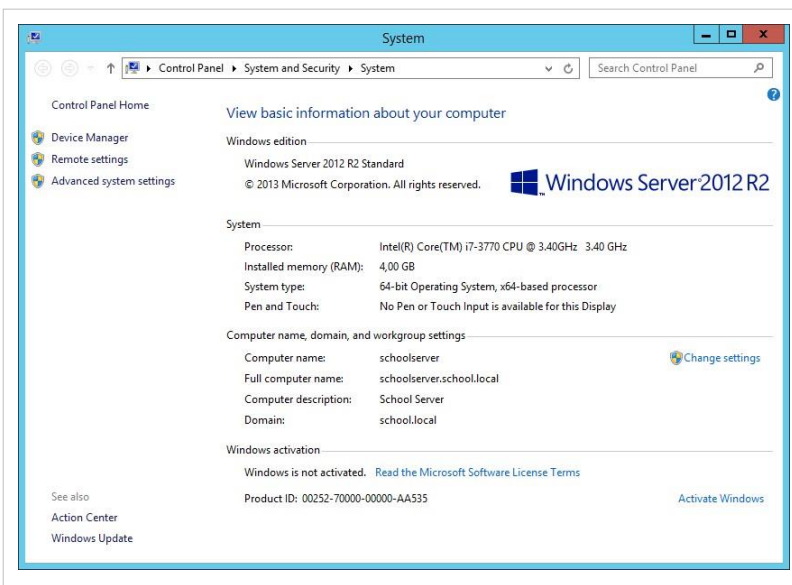 System
Control Panel ▸ System and Security ▸ System
Search Control Panel
Control Panel Home
Device Manager
Remote settings
Advanced system settings
See also
Action Center
Windows Update
View basic information about your computer
Windows edition
Windows Server 2012 R2 Standard
© 2013 Microsoft Corporation. All rights reserved.
Windows Server 2012 R2
System
Processor: Intel(R) Core(TM) i7-3770 CPU @ 3.40GHz 3.40 GHz
Installed memory (RAM): 4,00 GB
System type: 64-bit Operating System, x64-based processor
Pen and Touch: No Pen or Touch Input is available for this Display
Computer name, domain, and workgroup settings
Computer name: schoolserver
Change settings
Full computer name: schoolserver.school.local
Computer description: School Server
Domain: school.local
Windows activation
Windows is not activated. Read the Microsoft Software License Terms
Product ID: 00252-70000-00000-AA535
Activate Windows